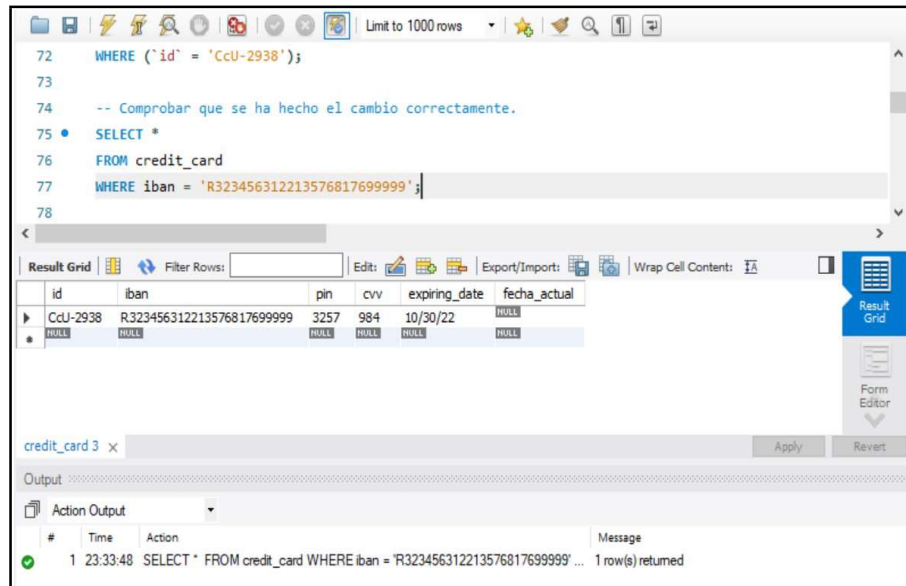 Limit to 1000 rows
72 WHERE (`id` = 'CcU-2938');
73
74 -- Comprobar que se ha hecho el cambio correctamente.
75 SELECT *
76 FROM credit_card
77 WHERE iban = 'R323456312213576817699999';
78
Result Grid Filter Rows: Edit: Export/Import: Wrap Cell Content: IA
Result Grid
id iban pin cvv expiring_date fecha_actual
CcU-2938 R323456312213576817699999 3257 984 10/30/22 NULL
NULL NULL NULL NULL NULL NULL
Form Editor
credit_card 3 Apply Revert
Output
Action Output
# Time Action Message
1 23:33:48 SELECT * FROM credit_card WHERE iban = 'R323456312213576817699999' ... 1 row(s) returned